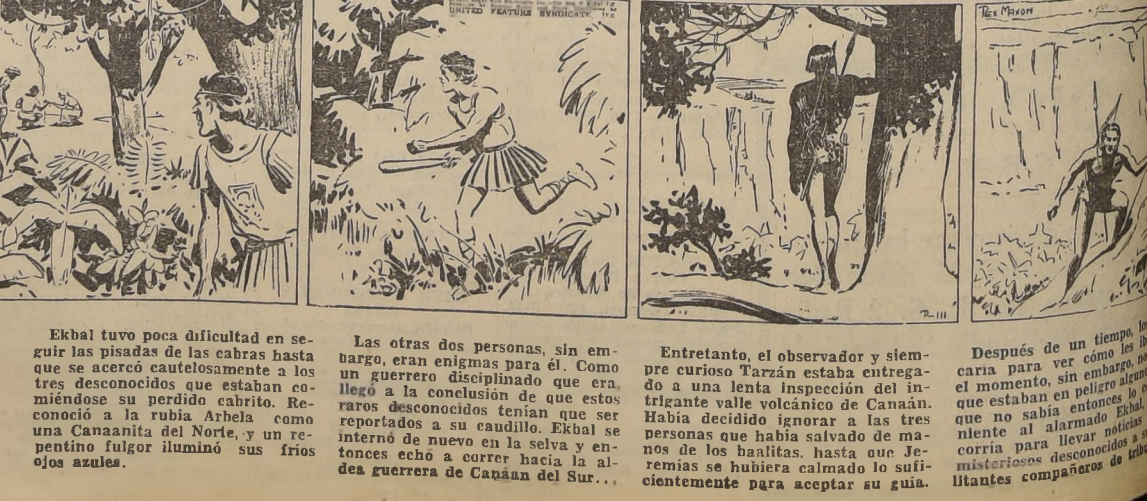 UNITED FEATURE SYNDICATE, Inc
REX MAXON
R-111
Ekbal tuvo poca dificultad en se-
guir las pisadas de las cabras hasta
que se acercó cautelosamente a los
tres desconocidos que estaban co-
miéndose su perdido cabrito. Re-
conoció a la rubia Arbela como
una Canaanita del Norte, y un re-
pentino fulgor iluminó sus fríos
ojos azules.
Las otras dos personas, sin em-
bargo, eran enigmas para él. Como
un guerrero disciplinado que era,
llegó a la conclusión de que estos
raros desconocidos tenían que ser
reportados a su caudillo. Ekbal se
internó de nuevo en la selva y en-
tonces echó a correr hacia la al-
dea guerrera de Canáan del Sur...
Entretanto, el observador y siem-
pre curioso Tarzán estaba entrega-
do a una lenta inspección del in-
trigante valle volcánico de Canaán.
Había decidido ignorar a las tres
personas que había salvado de ma-
nos de los baalitas, hasta que Je-
remías se hubiera calmado lo sufi-
cientemente para aceptar su guía.
Después de un tiempo,
caria para ver cómo les
el momento, sin embargo,
que estaban en peligro
que no sabía entonces lo
niente al alarmado Ekbal,
corría para llevar noticias
misteriosos desconocidos a
litantes compañeros de